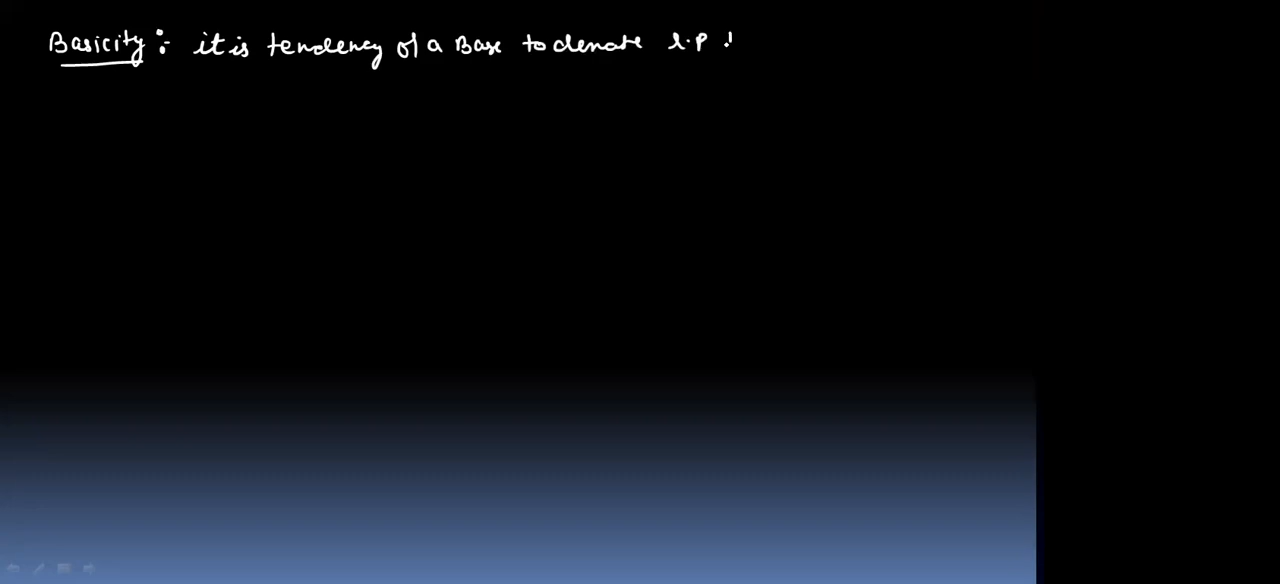 Basicity :- it is tendency of a Base to donate l.p